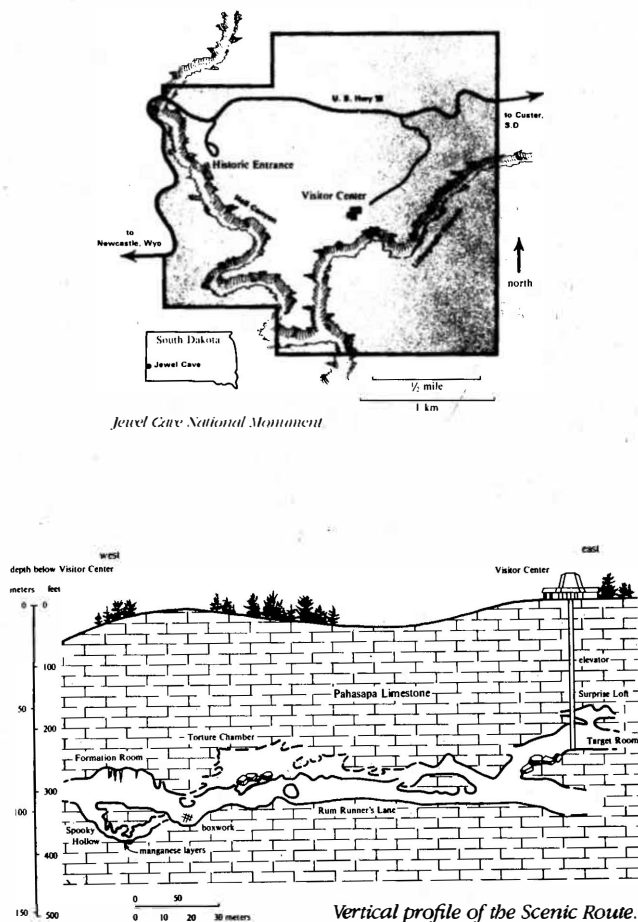 U. S. Hwy 16
to Custer,
S.D
Historic Entrance
Hell Canyon
Visitor Center
to
Newcastle, Wyo
north
South Dakota
Jewel Cave
½ mile
1 km
Jewel Cave National Monument
west
east
depth below Visitor Center
Visitor Center
meters feet
0 0
elevator
100
Surprise Loft
Pahasapa Limestone
50
200
Torture Chamber
Target Room
Formation Room
300
100
Rum Runner's Lane
Spooky
Hollow
boxwork
manganese layers
400
0 50
150 500
0 20 30 meters
Vertical profile of the Scenic Route.